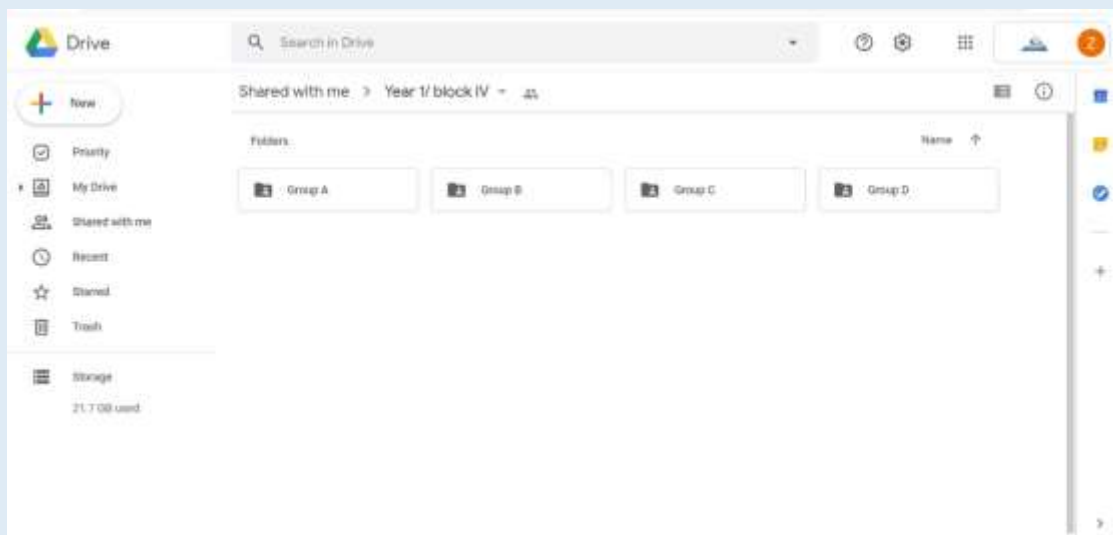 Drive
Search in Drive
Z
New
Shared with me > Year 1/ block IV
Priority
My Drive
Shared with me
Recent
Starred
Trash
Storage
21.7 GB used
Folders
Name
Group A
Group B
Group C
Group D